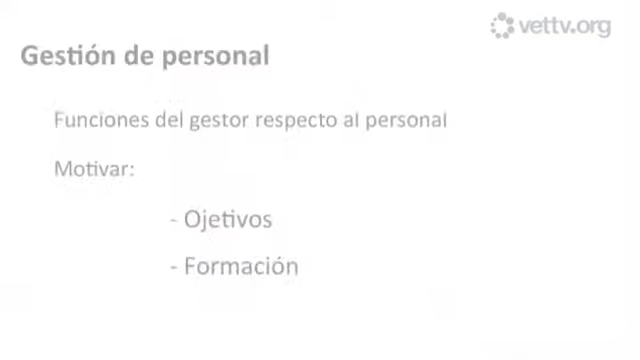 vettv.org
Gestión de personal
Funciones del gestor respecto al personal
Motivar:
- Ojetivos
- Formación